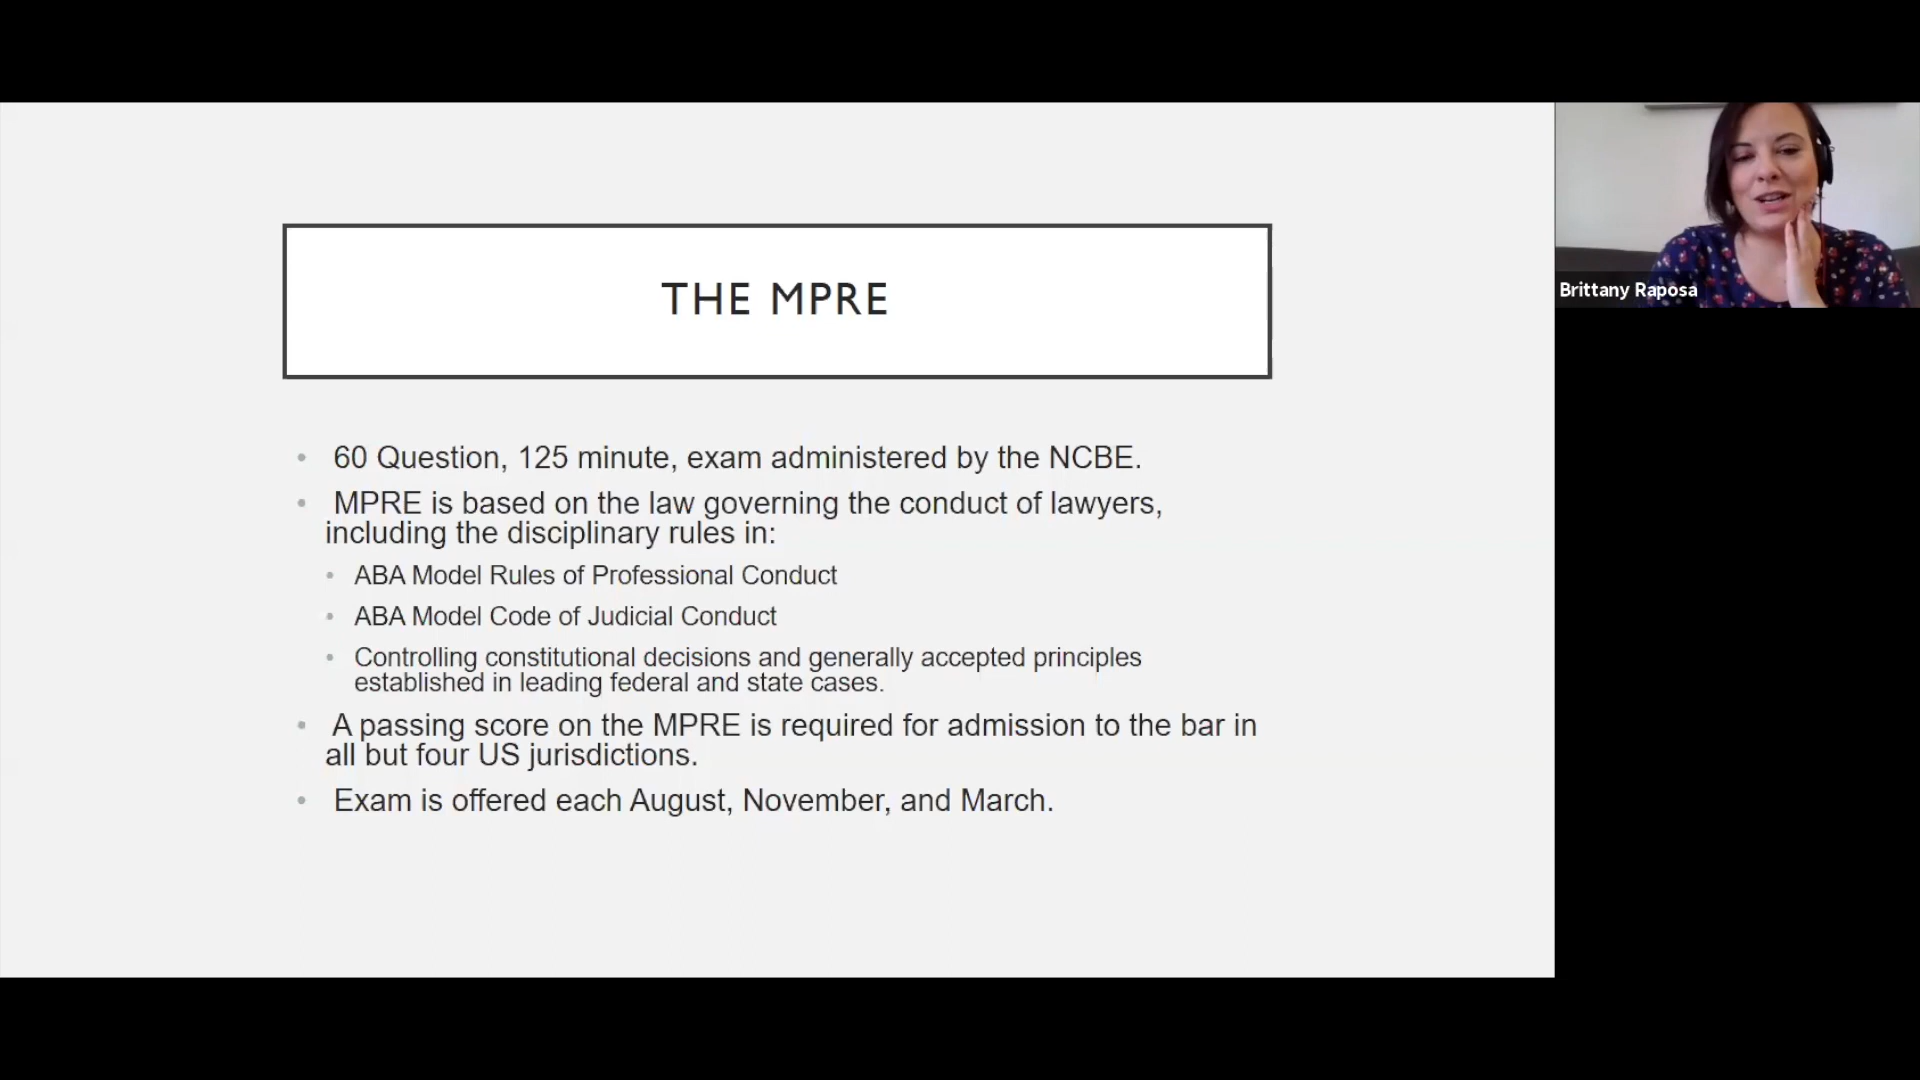 THE MPRE
60 Question, 125 minute, exam administered by the NCBE.
MPRE is based on the law governing the conduct of lawyers,
including the disciplinary rules in:
ABA Model Rules of Professional Conduct
ABA Model Code of Judicial Conduct
Controlling constitutional decisions and generally accepted principles
established in leading federal and state cases.
A passing score on the MPRE is required for admission to the bar in
all but four US jurisdictions.
Exam is offered each August, November, and March.
Brittany Raposa